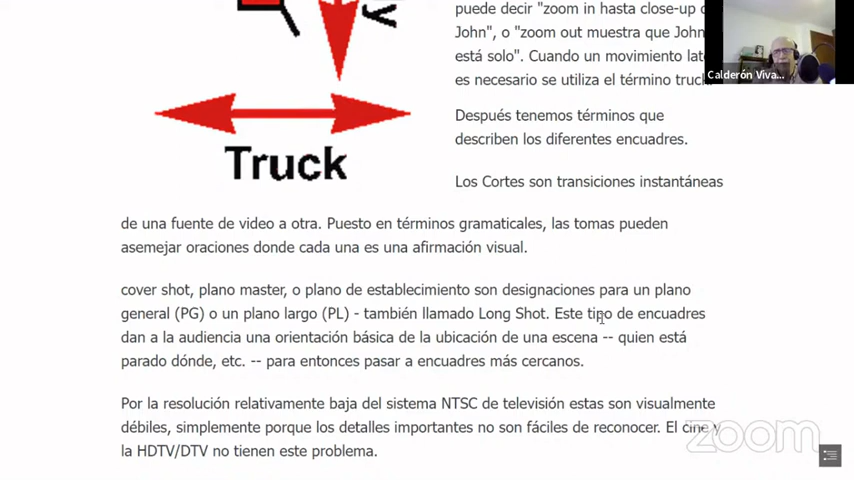 puede decir "zoom in hasta close-up
John", o "zoom out muestra que John
está solo". Cuando un movimiento
es necesario se utiliza el término
Calderón Viva...
Truck
Después tenemos términos que
describen los diferentes encuadres.
Los Cortes son transiciones instantáneas
de una fuente de video a otra. Puesto en términos gramaticales, las tomas pueden
asemejar oraciones donde cada una es una afirmación visual.
cover shot, plano master, o plano de establecimiento son designaciones para un plano
general (PG) o un plano largo (PL) - también llamado Long Shot. Este tipo de encuadres
dan a la audiencia una orientación básica de la ubicación de una escena -- quien está
parado dónde, etc. -- para entonces pasar a encuadres más cercanos.
Por la resolución relativamente baja del sistema NTSC de televisión estas son visualmente
débiles, simplemente porque los detalles importantes no son fáciles de reconocer. El cine y
la HDTV/DTV no tienen este problema.
zoom